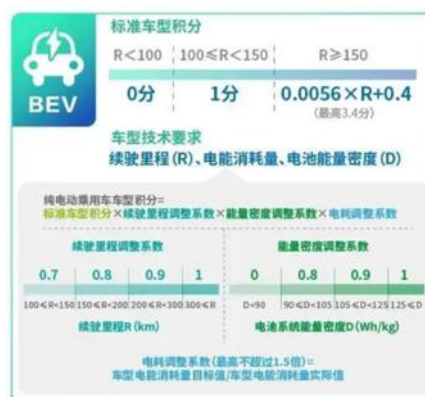 标准车型积分
R<100
100≤R<150
R≥150
BEV
0分
1分
0.0056×R+0.4
(最高3.4分)
车型技术要求
续驶里程(R)、电能消耗量、电池能量密度(D)
纯电动乘用车车型积分=
标准车型积分×续驶里程调整系数×能量密度调整系数×电耗调整系数
续驶里程调整系数
能量密度调整系数
0.7 0.8 0.9 1
0 0.8 0.9 1
100≤R<150 150≤R<200 200≤R<300 300≤R
D<90 90≤D<105 105≤D<125 125≤D
续驶里程R(km)
电池系统能量密度D(Wh/kg)
电耗调整系数(最高不超过1.5倍)=
车型电能消耗量目标值/车型电能消耗量实际值